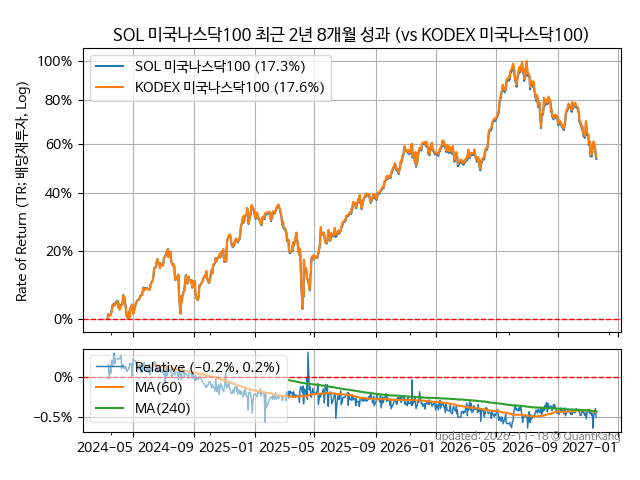 SOL 미국나스닥100 최근 2년 8개월 성과 (vs KODEX 미국나스닥100)
Rate of Return (TR: 배당재투자, Log)
100%
80%
60%
40%
20%
0%
SOL 미국나스닥100 (17.3%)
KODEX 미국나스닥100 (17.6%)
0%
−0.5%
Relative (−0.2%, 0.2%)
MA(60)
MA(240)
updated: 2026-11-18 © QuantKang
2024-05 2024-09 2025-01 2025-05 2025-09 2026-01 2026-05 2026-09 2027-01